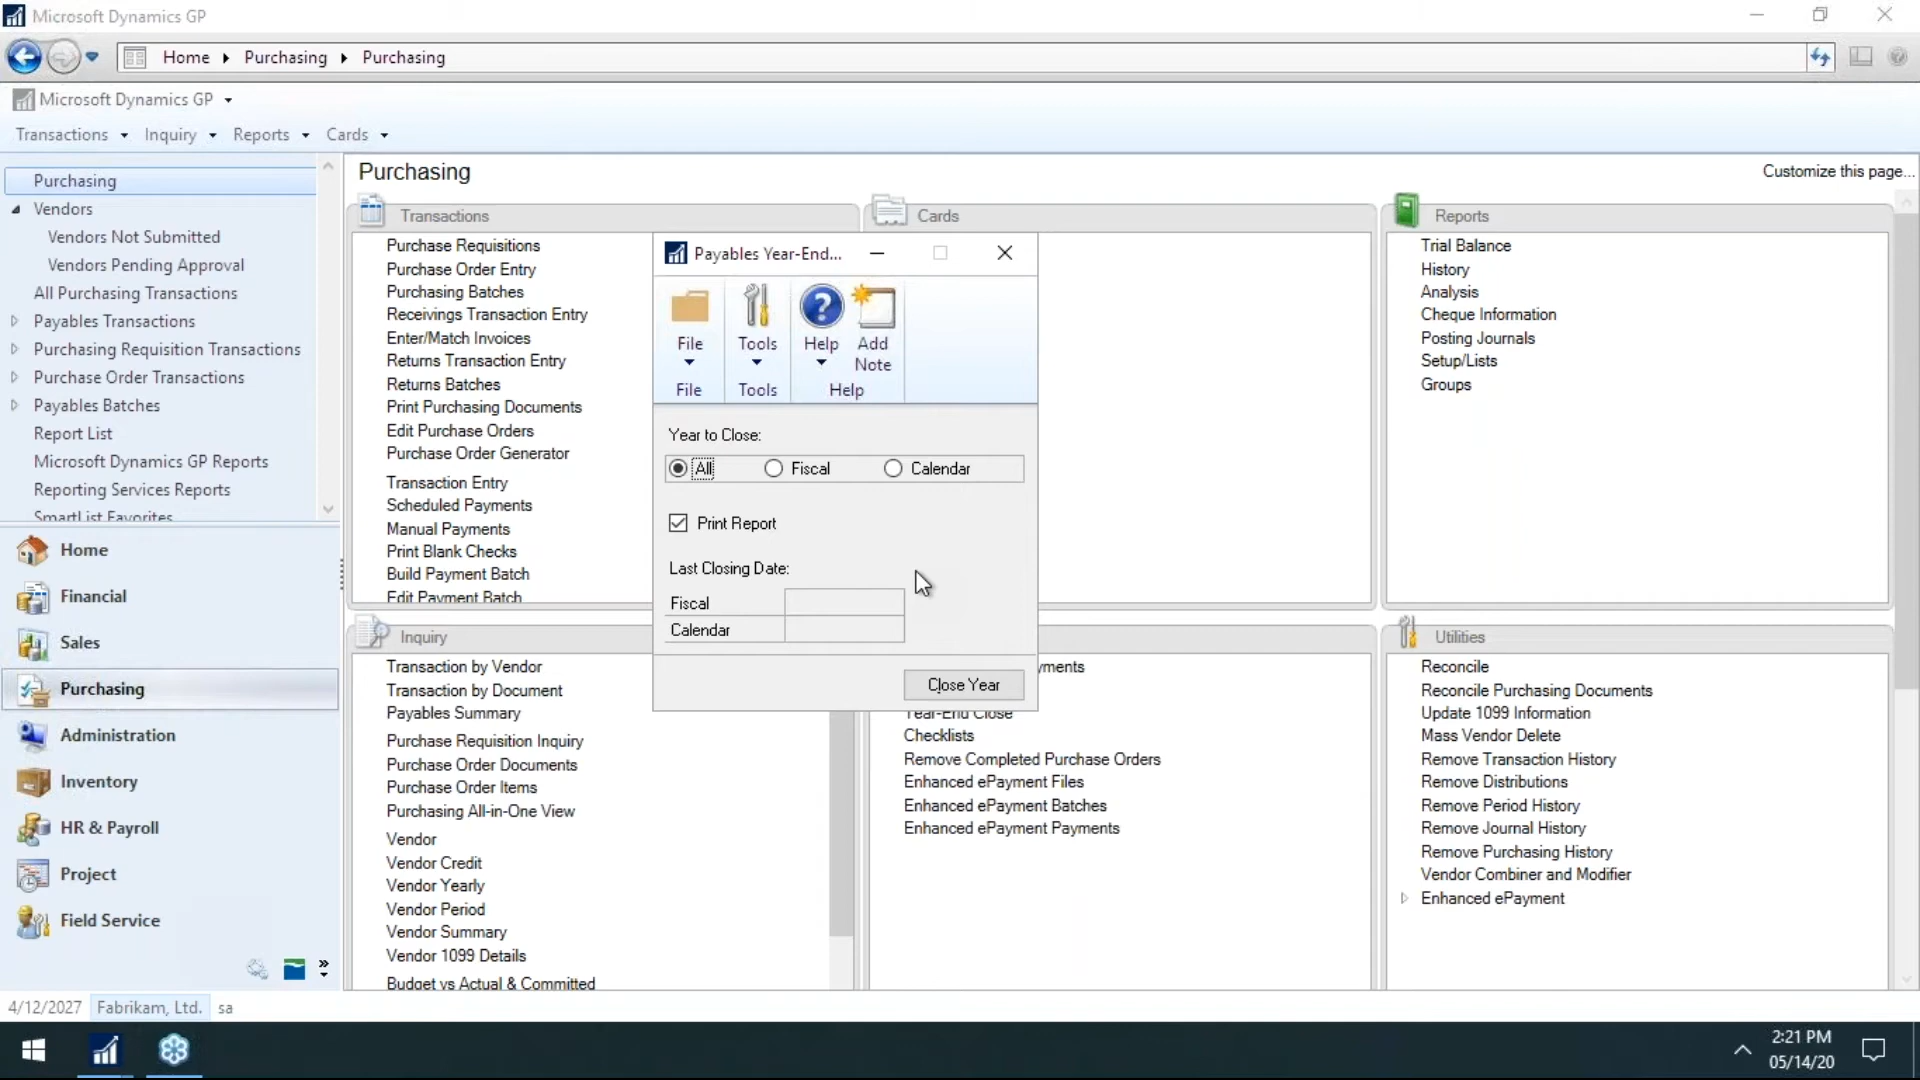 Microsoft Dynamics GP
Home Purchasing Purchasing
Microsoft Dynamics GP
Transactions Inquiry Reports Cards
Purchasing
Vendors
Vendors Not Submitted
Vendors Pending Approval
All Purchasing Transactions
Payables Transactions
Purchasing Requisition Transactions
Purchase Order Transactions
Payables Batches
Report List
Microsoft Dynamics GP Reports
Reporting Services Reports
SmartList Favorites
Home
Financial
Sales
Purchasing
Administration
Inventory
HR & Payroll
Project
Field Service
Purchasing
Customize this page...
Transactions
Purchase Requisitions
Purchase Order Entry
Purchasing Batches
Receivings Transaction Entry
Enter/Match Invoices
Returns Transaction Entry
Returns Batches
Print Purchasing Documents
Edit Purchase Orders
Purchase Order Generator
Transaction Entry
Scheduled Payments
Manual Payments
Print Blank Checks
Build Payment Batch
Edit Payment Batch
Cards
Payables Year-End...
File
Tools
Help
Add Note
File
Tools
Help
Year to Close:
All Fiscal Calendar
Print Report
Last Closing Date:
Fiscal
Calendar
Close Year
Reports
Trial Balance
History
Analysis
Cheque Information
Posting Journals
Setup/Lists
Groups
Inquiry
Transaction by Vendor
Transaction by Document
Payables Summary
Purchase Requisition Inquiry
Purchase Order Documents
Purchase Order Items
Purchasing All-in-One View
Vendor
Vendor Credit
Vendor Yearly
Vendor Period
Vendor Summary
Vendor 1099 Details
Budget vs Actual & Committed
yments
Year-End Close
Checklists
Remove Completed Purchase Orders
Enhanced ePayment Files
Enhanced ePayment Batches
Enhanced ePayment Payments
Utilities
Reconcile
Reconcile Purchasing Documents
Update 1099 Information
Mass Vendor Delete
Remove Transaction History
Remove Distributions
Remove Period History
Remove Journal History
Remove Purchasing History
Vendor Combiner and Modifier
Enhanced ePayment
4/12/2027 Fabrikam, Ltd. sa
2:21 PM
05/14/20